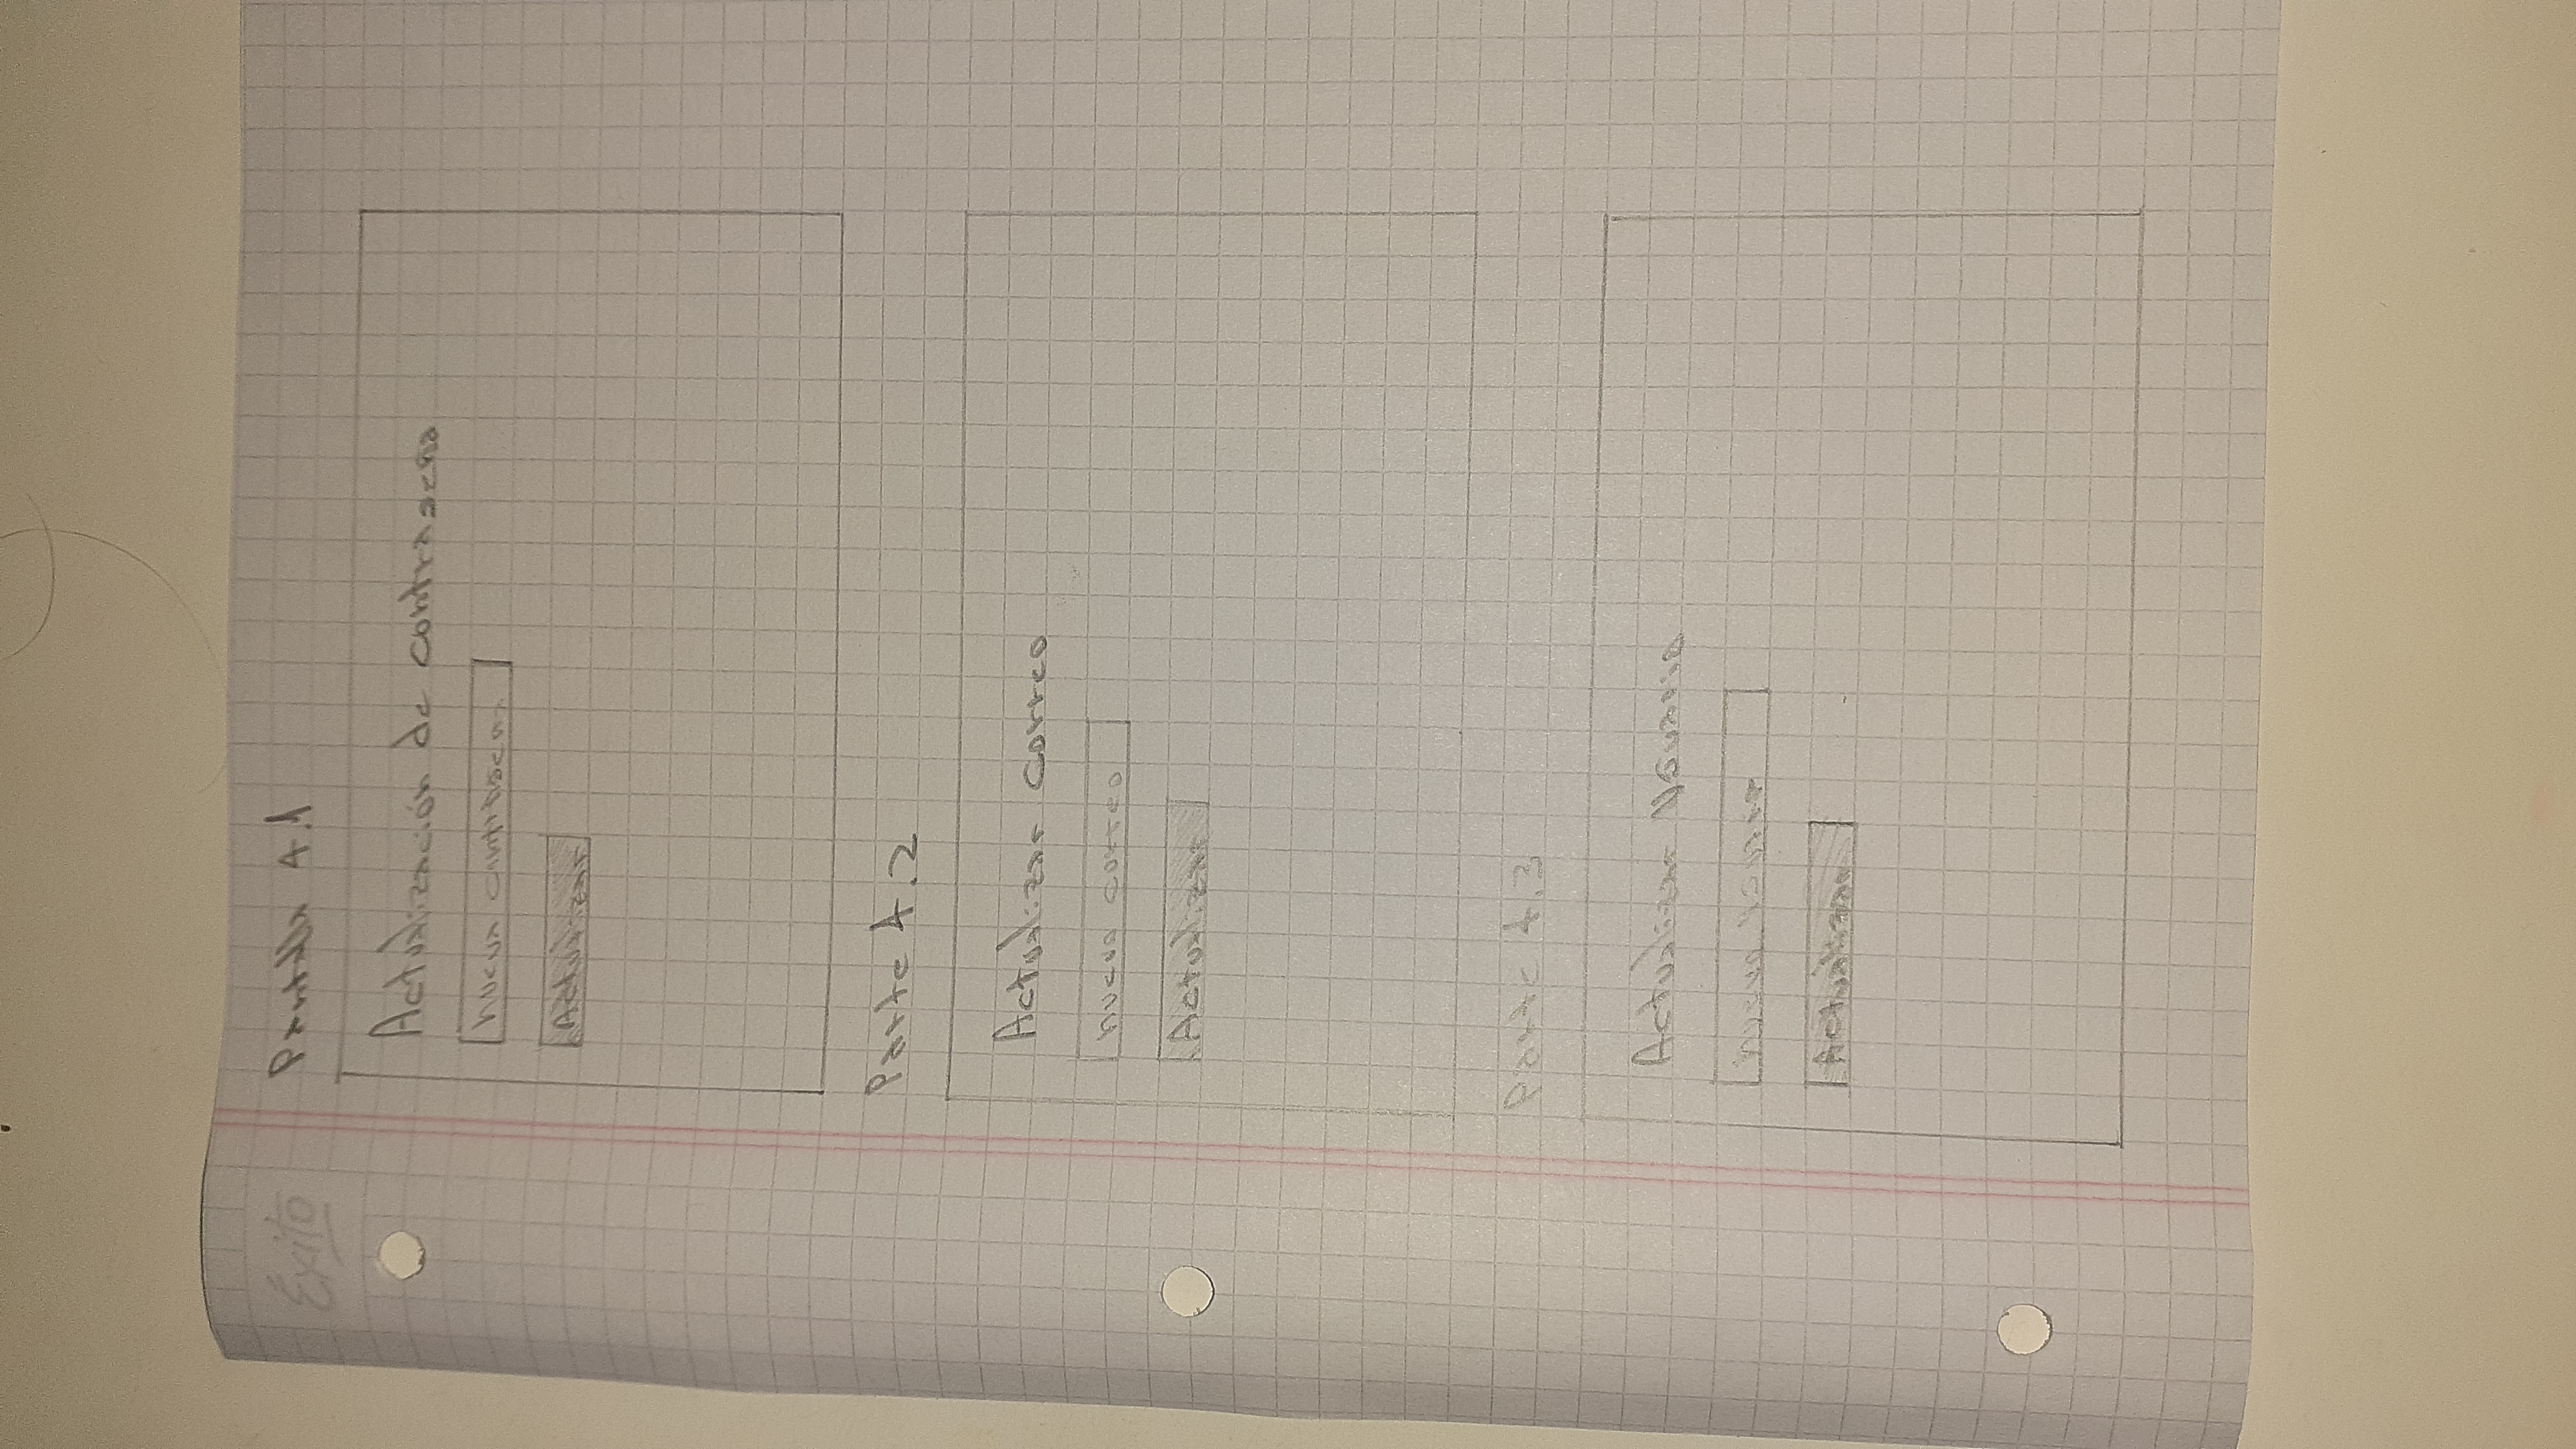 Éxito
Pantalla 4.1
Actualización de contraseña
nueva contraseña
Actualizar
Parte 4.2
Actualizar correo
nuevo correo
Actualizar
Parte 4.3
Actualizar Usuario
nuevo usuario
Actualizar